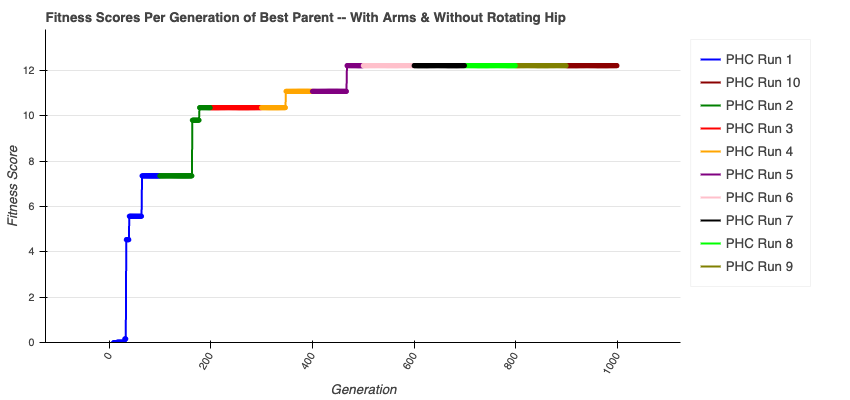 Fitness Scores Per Generation of Best Parent -- With Arms & Without Rotating Hip
Fitness Score
12
10
8
6
4
2
0
0
200
400
600
800
1000
Generation
PHC Run 1
PHC Run 10
PHC Run 2
PHC Run 3
PHC Run 4
PHC Run 5
PHC Run 6
PHC Run 7
PHC Run 8
PHC Run 9